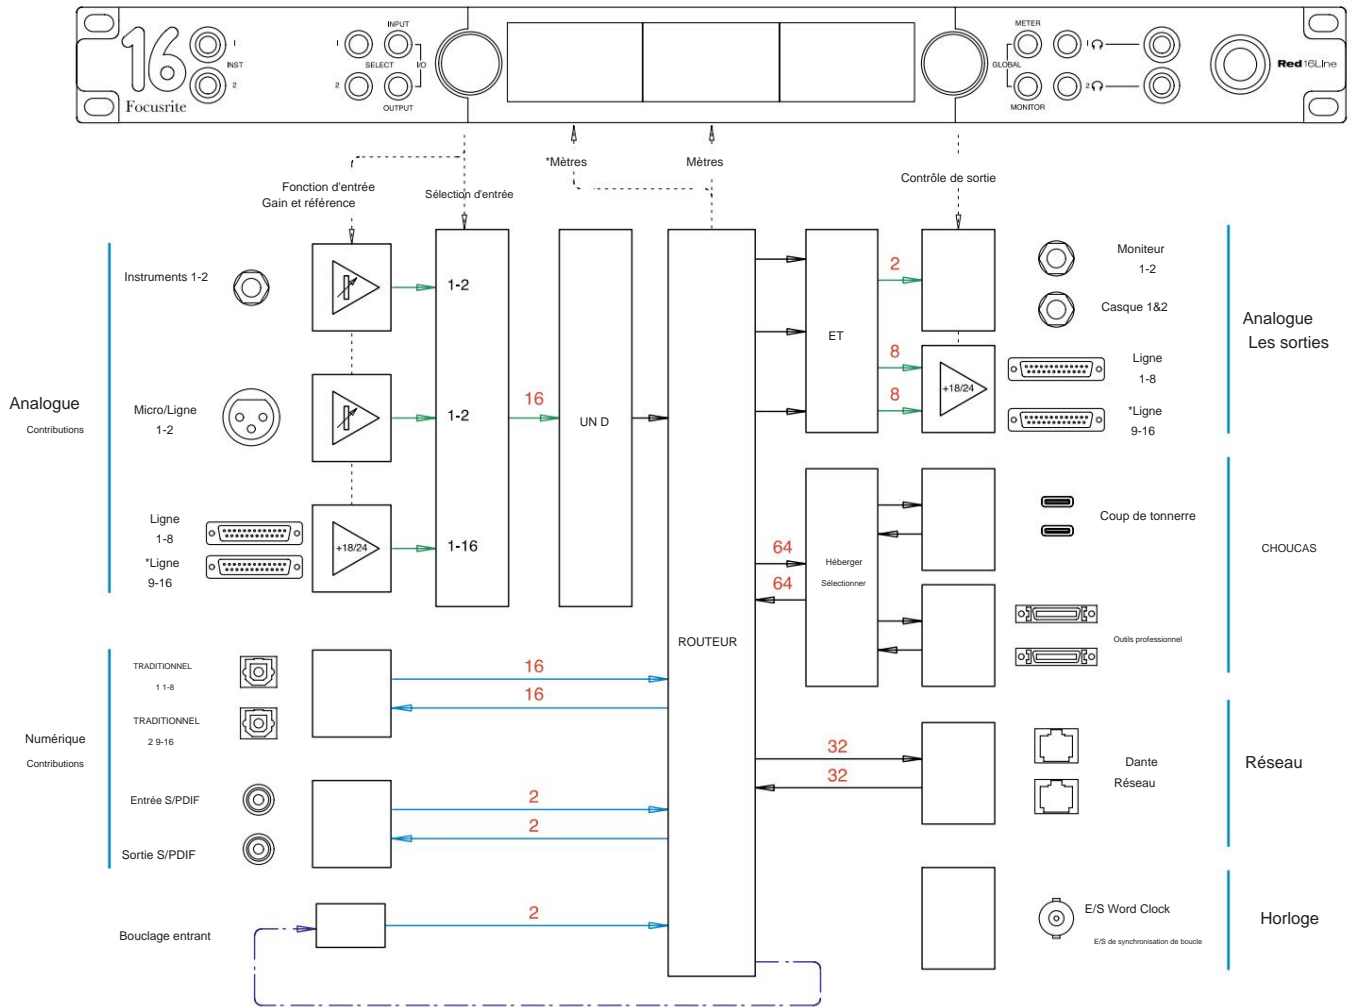 16
Focusrite
1
INST
2
1
INPUT
SELECT
I/O
2
OUTPUT
METER
1
GLOBAL
2
MONITOR
Red16Line
*Mètres
Mètres
Contrôle de sortie
Fonction d'entrée
Gain et référence
Sélection d'entrée
Instruments 1-2
1-2
2
Moniteur
1-2
Casque 1&2
Analogue
Les sorties
ET
8
8
+18/24
Ligne
1-8
*Ligne
9-16
Analogue
Contributions
Micro/Ligne
1-2
1-2
16
UN D
Ligne
1-8
*Ligne
9-16
+18/24
1-16
64
64
Héberger
Sélectionner
Coup de tonnerre
CHOUCAS
Outils professionnel
ROUTEUR
TRADITIONNEL
1 1-8
TRADITIONNEL
2 9-16
16
16
Numérique
Contributions
Entrée S/PDIF
Sortie S/PDIF
2
2
32
32
Dante
Réseau
Réseau
Bouclage entrant
2
E/S Word Clock
E/S de synchronisation de boucle
Horloge